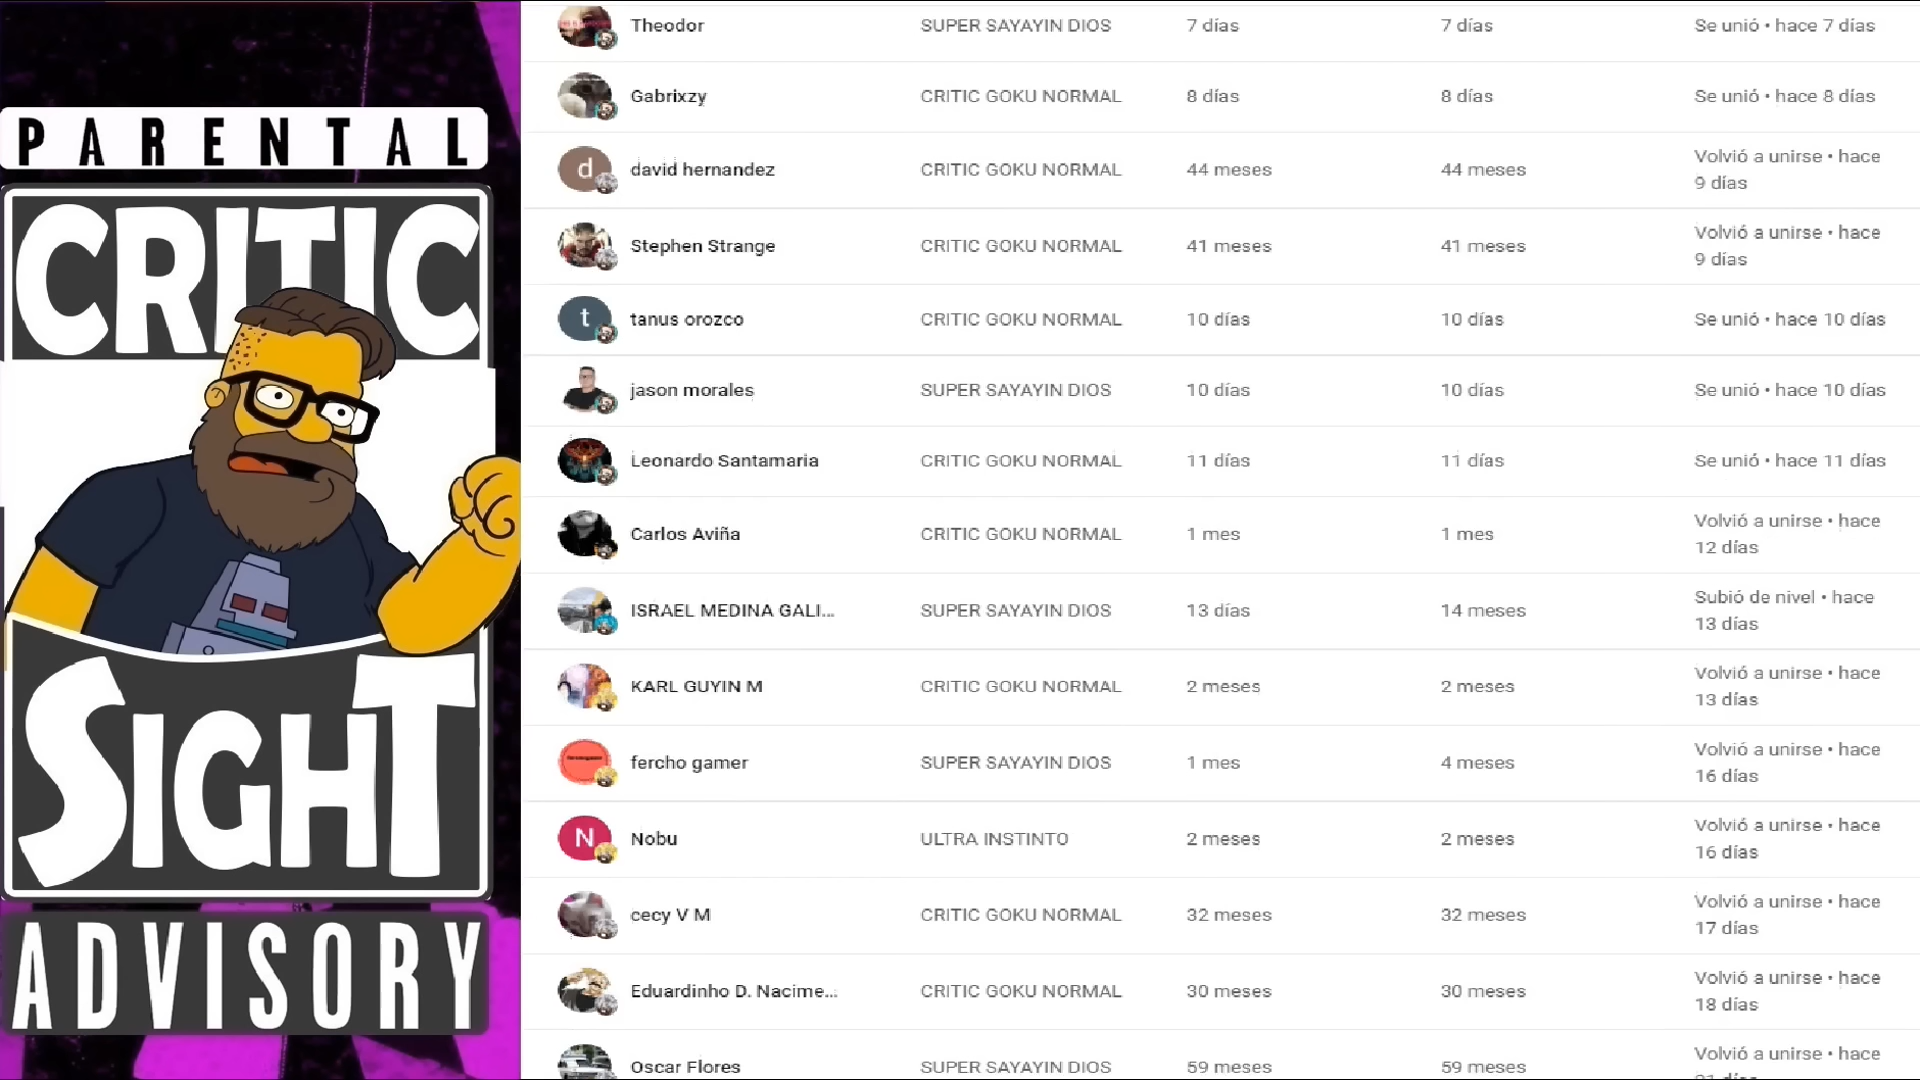 PARENTAL
CRITIC
SIGHT
ADVISORY
Theodor SUPER SAYAYIN DIOS 7 días 7 días Se unió • hace 7 días
Gabrixzy CRITIC GOKU NORMAL 8 días 8 días Se unió • hace 8 días
d david hernandez CRITIC GOKU NORMAL 44 meses 44 meses Volvió a unirse • hace
9 días
Stephen Strange CRITIC GOKU NORMAL 41 meses 41 meses Volvió a unirse • hace
9 días
t tanus orozco CRITIC GOKU NORMAL 10 días 10 días Se unió • hace 10 días
jason morales SUPER SAYAYIN DIOS 10 días 10 días Se unió • hace 10 días
Leonardo Santamaria CRITIC GOKU NORMAL 11 días 11 días Se unió • hace 11 días
Carlos Aviña CRITIC GOKU NORMAL 1 mes 1 mes Volvió a unirse • hace
12 días
ISRAEL MEDINA GALI... SUPER SAYAYIN DIOS 13 días 14 meses Subió de nivel • hace
13 días
KARL GUYIN M CRITIC GOKU NORMAL 2 meses 2 meses Volvió a unirse • hace
13 días
fercho gamer SUPER SAYAYIN DIOS 1 mes 4 meses Volvió a unirse • hace
16 días
N Nobu ULTRA INSTINTO 2 meses 2 meses Volvió a unirse • hace
16 días
cecy V M CRITIC GOKU NORMAL 32 meses 32 meses Volvió a unirse • hace
17 días
Eduardinho D. Nacime... CRITIC GOKU NORMAL 30 meses 30 meses Volvió a unirse • hace
18 días
Oscar Flores SUPER SAYAYIN DIOS 59 meses 59 meses Volvió a unirse • hace